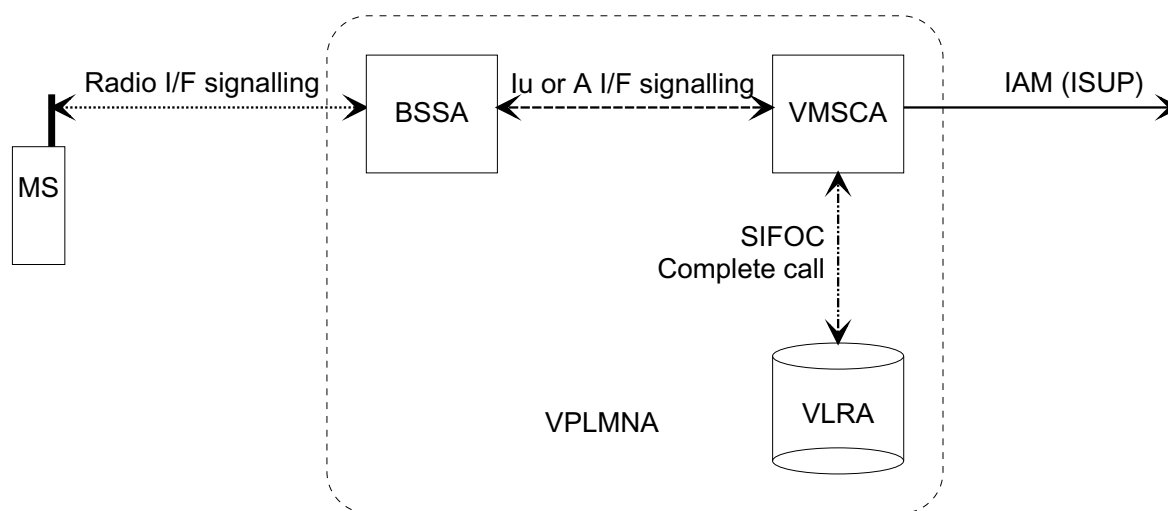 Radio I/F signalling
Iu or A I/F signalling
IAM (ISUP)
BSSA
VMSCA
MS
SIFOC
Complete call
VPLMNA
VLRA